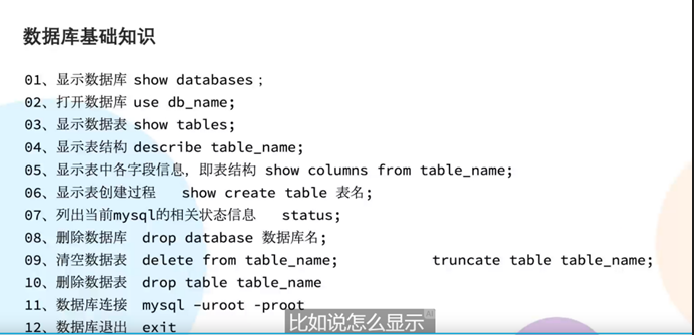 数据库基础知识
01、显示数据库 show databases；
02、打开数据库 use db_name;
03、显示数据表 show tables;
04、显示表结构 describe table_name;
05、显示表中各字段信息，即表结构 show columns from table_name;
06、显示表创建过程 show create table 表名;
07、列出当前mysql的相关状态信息 status;
08、删除数据库 drop database 数据库名;
09、清空数据表 delete from table_name; truncate table table_name;
10、删除数据表 drop table table_name
11、数据库连接 mysql –uroot -proot
12、数据库退出 exit
比如说怎么显示